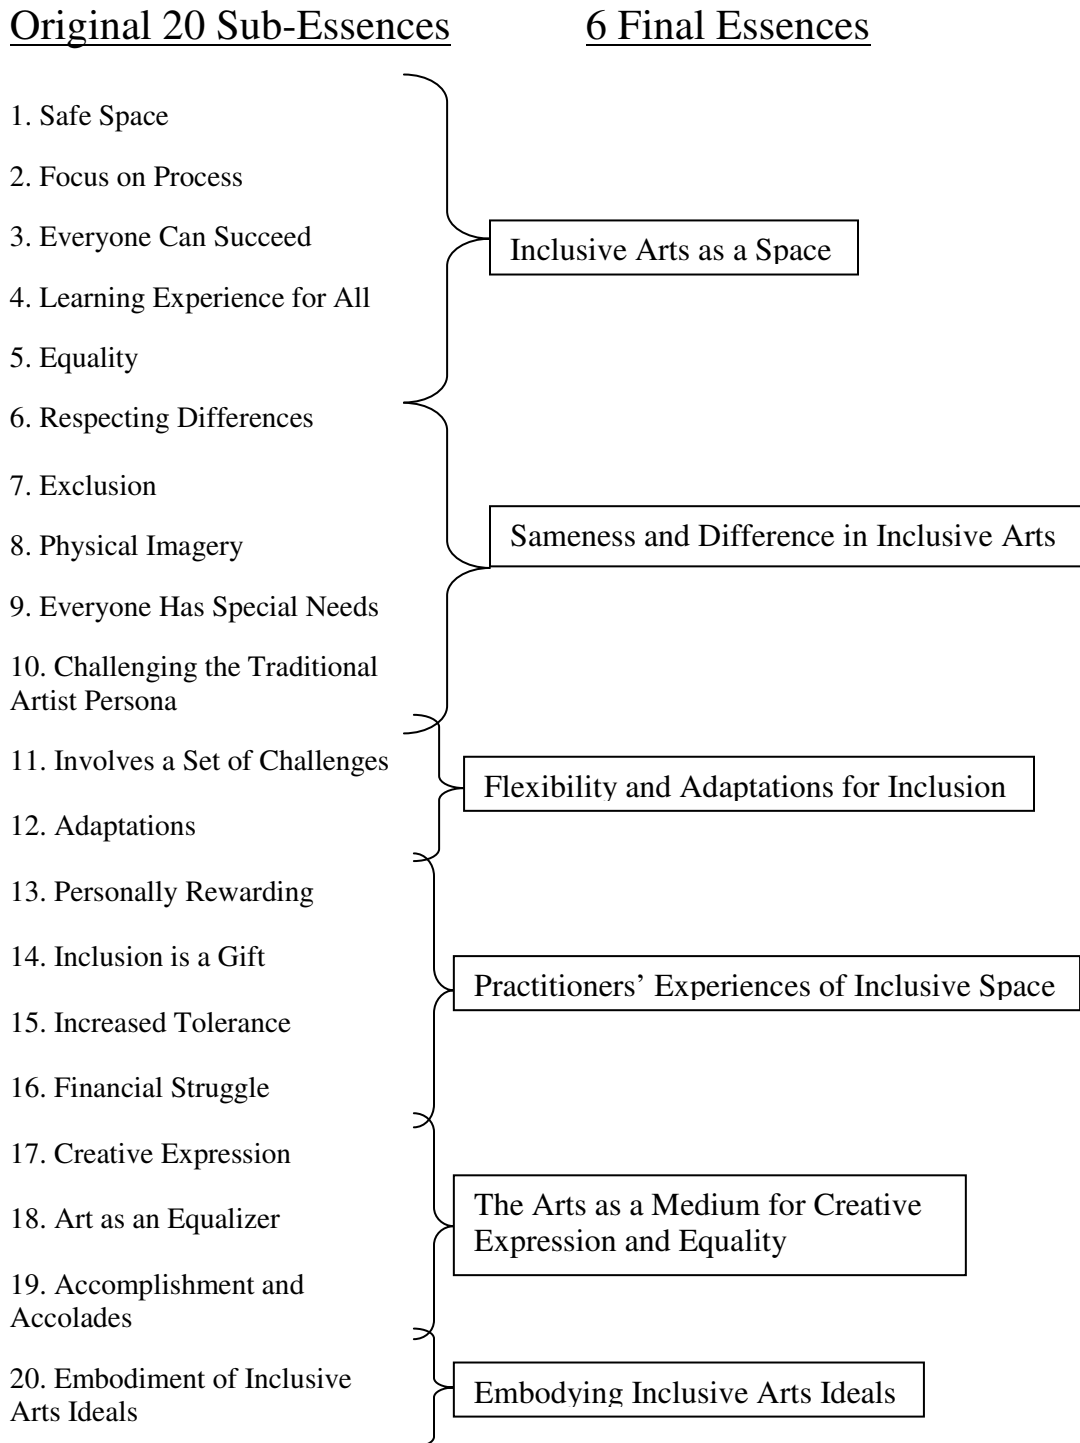 Original 20 Sub-Essences
6 Final Essences
1. Safe Space
2. Focus on Process
3. Everyone Can Succeed
Inclusive Arts as a Space
4. Learning Experience for All
5. Equality
6. Respecting Differences
7. Exclusion
Sameness and Difference in Inclusive Arts
8. Physical Imagery
9. Everyone Has Special Needs
10. Challenging the Traditional
Artist Persona
11. Involves a Set of Challenges
Flexibility and Adaptations for Inclusion
12. Adaptations
13. Personally Rewarding
14. Inclusion is a Gift
Practitioners’ Experiences of Inclusive Space
15. Increased Tolerance
16. Financial Struggle
17. Creative Expression
18. Art as an Equalizer
The Arts as a Medium for Creative
Expression and Equality
19. Accomplishment and
Accolades
20. Embodiment of Inclusive
Arts Ideals
Embodying Inclusive Arts Ideals